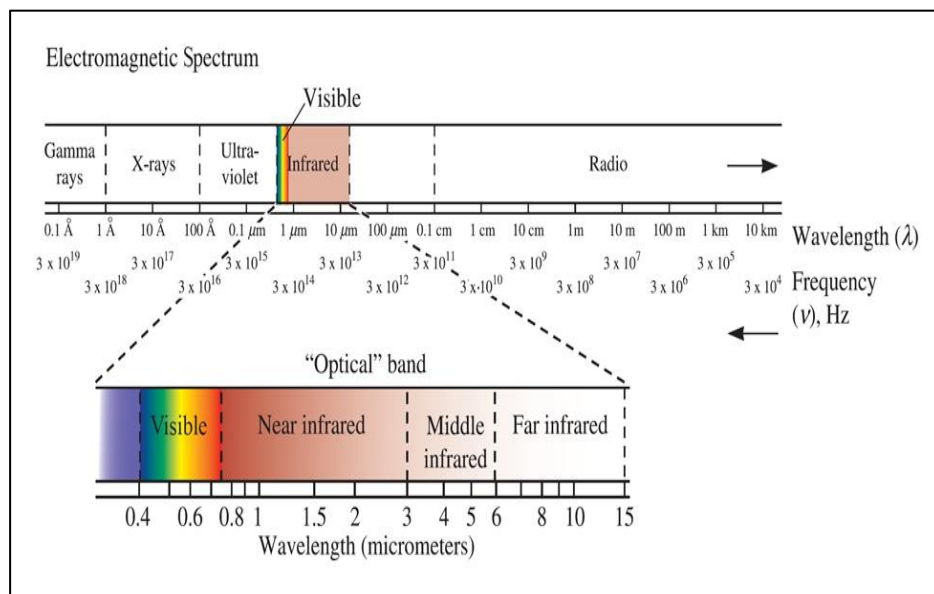 Electromagnetic Spectrum
Visible
Gamma
rays
X-rays
Ultra-
violet
Infrared
Radio
0.1 Å 1 Å 10 Å 100 Å 0.1 μm 1 μm 10 μm 100 μm 0.1 cm 1 cm 10 cm 1m 10 m 100 m 1 km 10 km
Wavelength (λ)
3 x 10¹⁹ 3 x 10¹⁷ 3 x 10¹⁵ 3 x 10¹³ 3 x 10¹¹ 3 x 10⁹ 3 x 10⁷ 3 x 10⁵
3 x 10¹⁸ 3 x 10¹⁶ 3 x 10¹⁴ 3 x 10¹² 3 x 10¹⁰ 3 x 10⁸ 3 x 10⁶ 3 x 10⁴
Frequency
(ν), Hz
“Optical” band
Visible
Near infrared
Middle
infrared
Far infrared
0.4 0.6 0.8 1 1.5 2 3 4 5 6 8 10 15
Wavelength (micrometers)